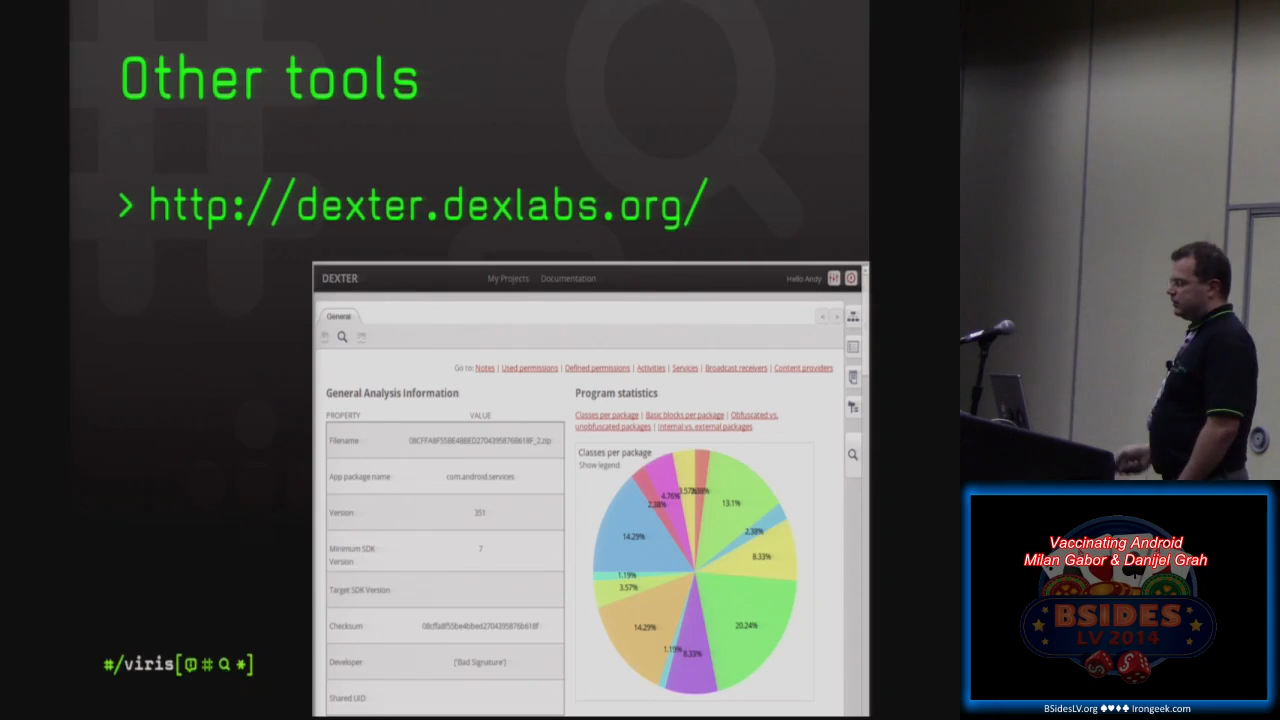 Other tools
> http://dexter.dexlabs.org/
DEXTER
My Projects
Documentation
Hello Andy
General
Go to: Notes | Used permissions | Defined permissions | Activities | Services | Broadcast receivers | Content providers
General Analysis Information
PROPERTY
VALUE
Filename
App package name
com.android.services
Version
351
Minimum SDK
Version
7
Target SDK Version
Checksum
Developer
['Bad Signature']
Shared UID
Program statistics
Classes per package | Basic blocks per package | Obfuscated vs.
unobfuscated packages | Internal vs. external packages
Classes per package
Show legend
4.76%
3.57%
2.38%
13.1%
14.29%
2.38%
8.33%
1.19%
3.57%
14.29%
20.24%
1.19%
8.33%
#/viris[
*]
Vaccinating Android
Milan Gabor & Danijel Grah
BSIDES
LV 2014
BSidesLV.org ♠♥♦♣ Irongeek.com